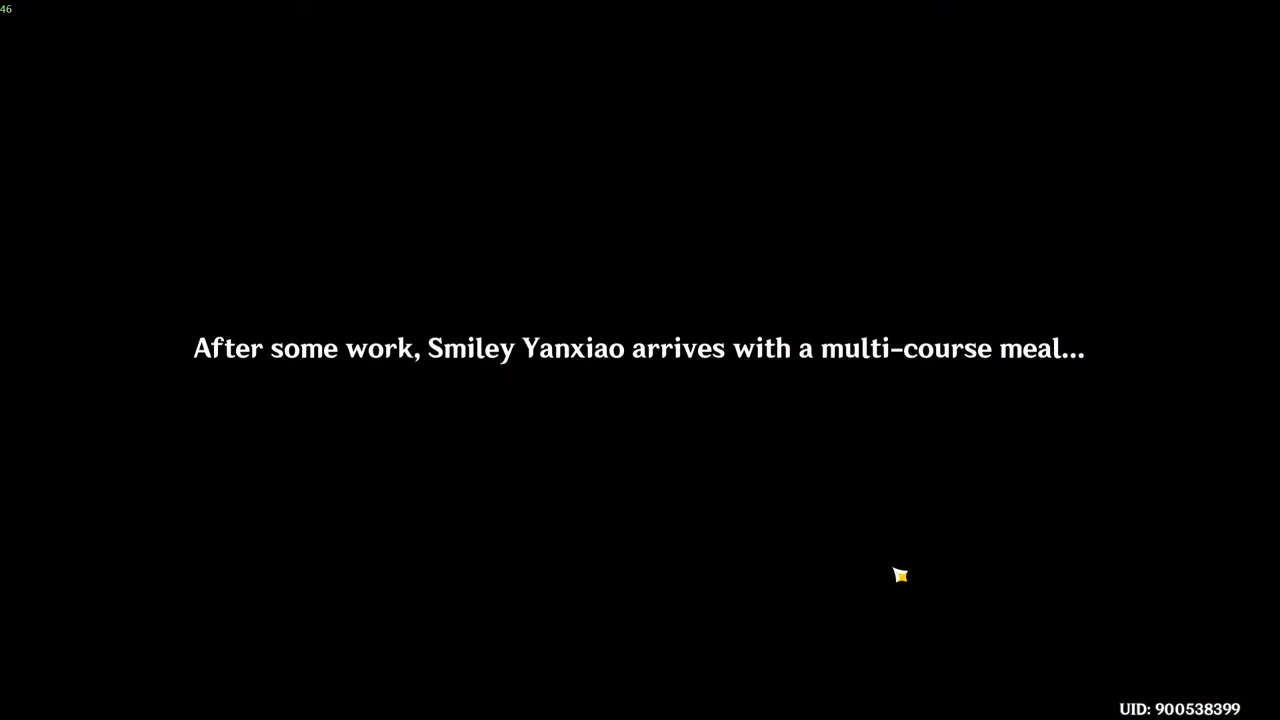 46
After some work, Smiley Yanxiao arrives with a multi-course meal...
UID: 900538399